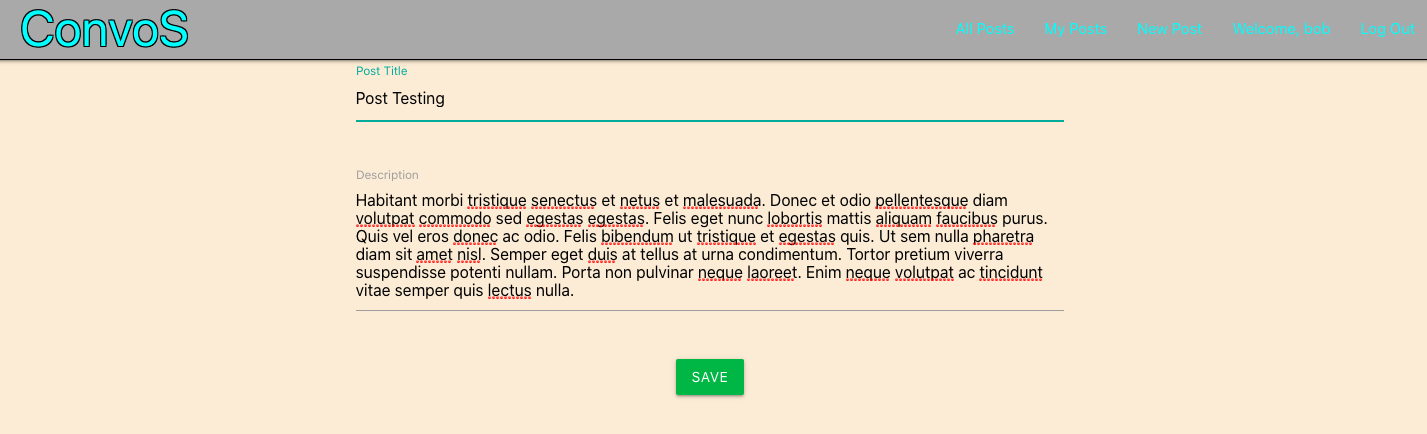 ConvoS
All Posts My Posts New Post Welcome, bob Log Out
Post Title
Post Testing
Description
Habitant morbi tristique senectus et netus et malesuada. Donec et odio pellentesque diam
volutpat commodo sed egestas egestas. Felis eget nunc lobortis mattis aliquam faucibus purus.
Quis vel eros donec ac odio. Felis bibendum ut tristique et egestas quis. Ut sem nulla pharetra
diam sit amet nisl. Semper eget duis at tellus at urna condimentum. Tortor pretium viverra
suspendisse potenti nullam. Porta non pulvinar neque laoreet. Enim neque volutpat ac tincidunt
vitae semper quis lectus nulla.
SAVE